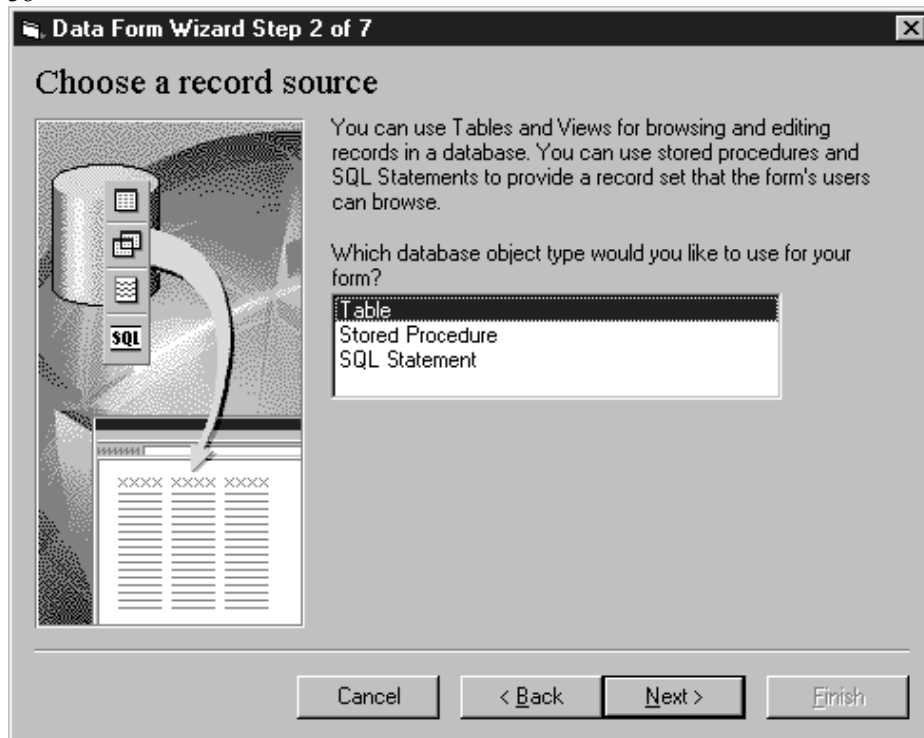 Data Form Wizard Step 2 of 7
Choose a record source
You can use Tables and Views for browsing and editing
records in a database. You can use stored procedures and
SQL Statements to provide a record set that the form's users
can browse.
Which database object type would you like to use for your
form?
Table
Stored Procedure
SQL Statement
SQL
XXXX XXXX XXXX
Cancel
< Back
Next >
Finish